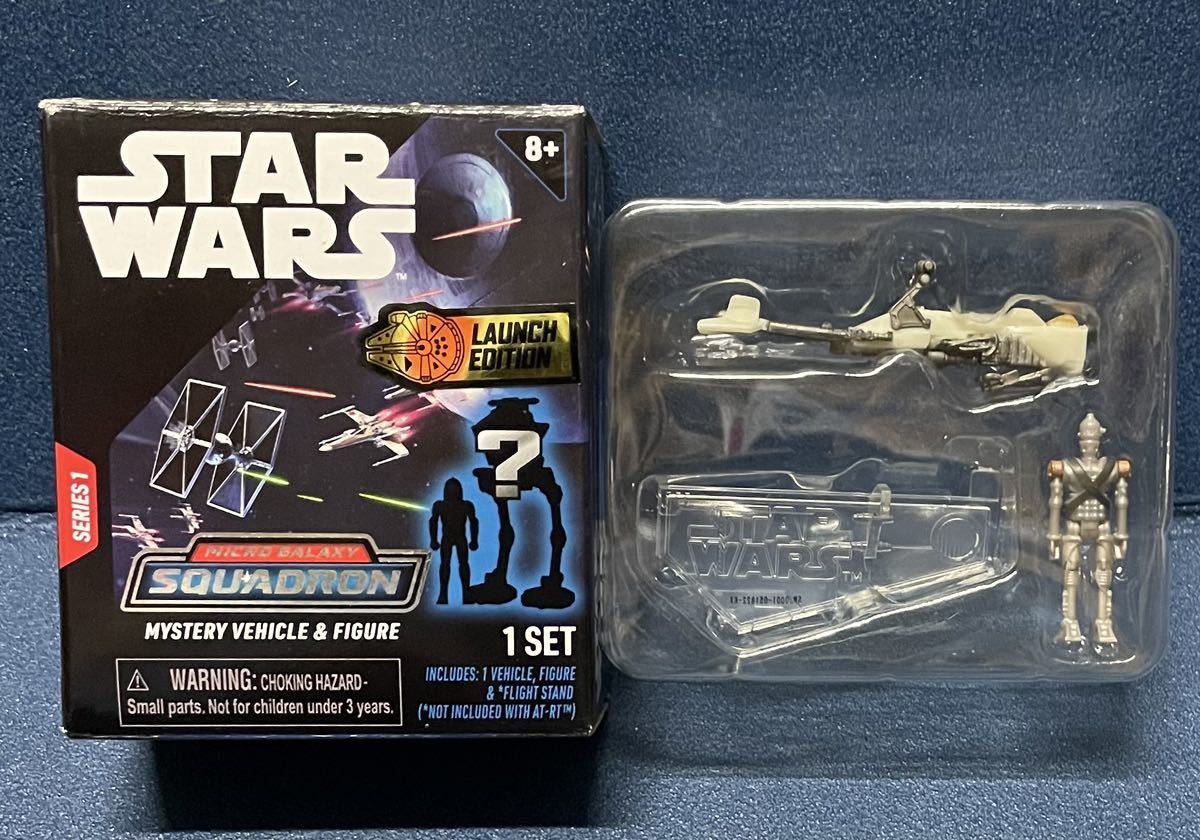 STAR
WARS
™
8+
LAUNCH
EDITION
?
SERIES 1
MICRO GALAXY
SQUADRON
MYSTERY VEHICLE & FIGURE
1 SET
INCLUDES: 1 VEHICLE, FIGURE
& *FLIGHT STAND
(*NOT INCLUDED WITH AT-RT™)
WARNING: CHOKING HAZARD-
Small parts. Not for children under 3 years.
STAR
WARS
™